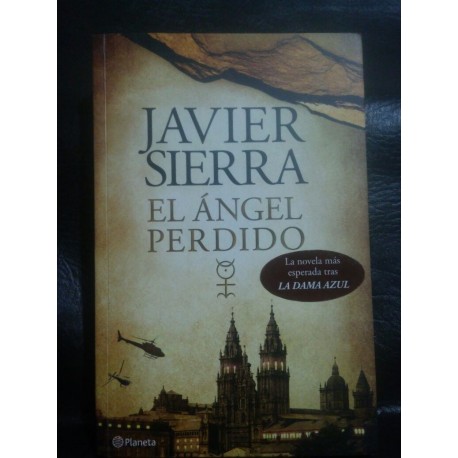 JAVIER
SIERRA
EL ÁNGEL
PERDIDO
La novela más
esperada tras
LA DAMA AZUL
Planeta